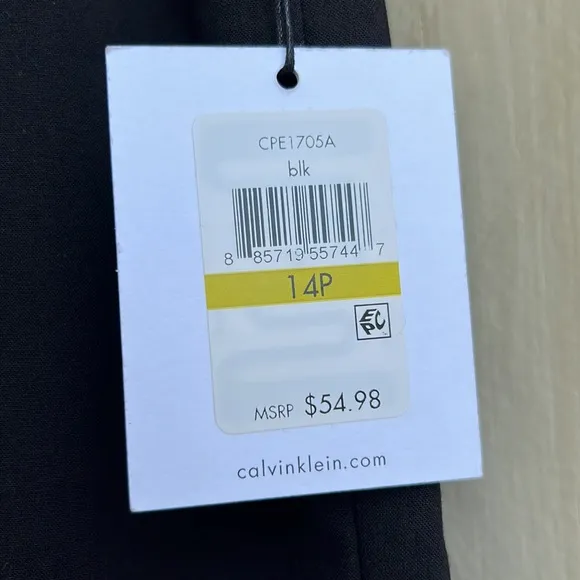 CPE1705A
blk
8 85719 55744 7
14P
EPC
MSRP $54.98
calvinklein.com